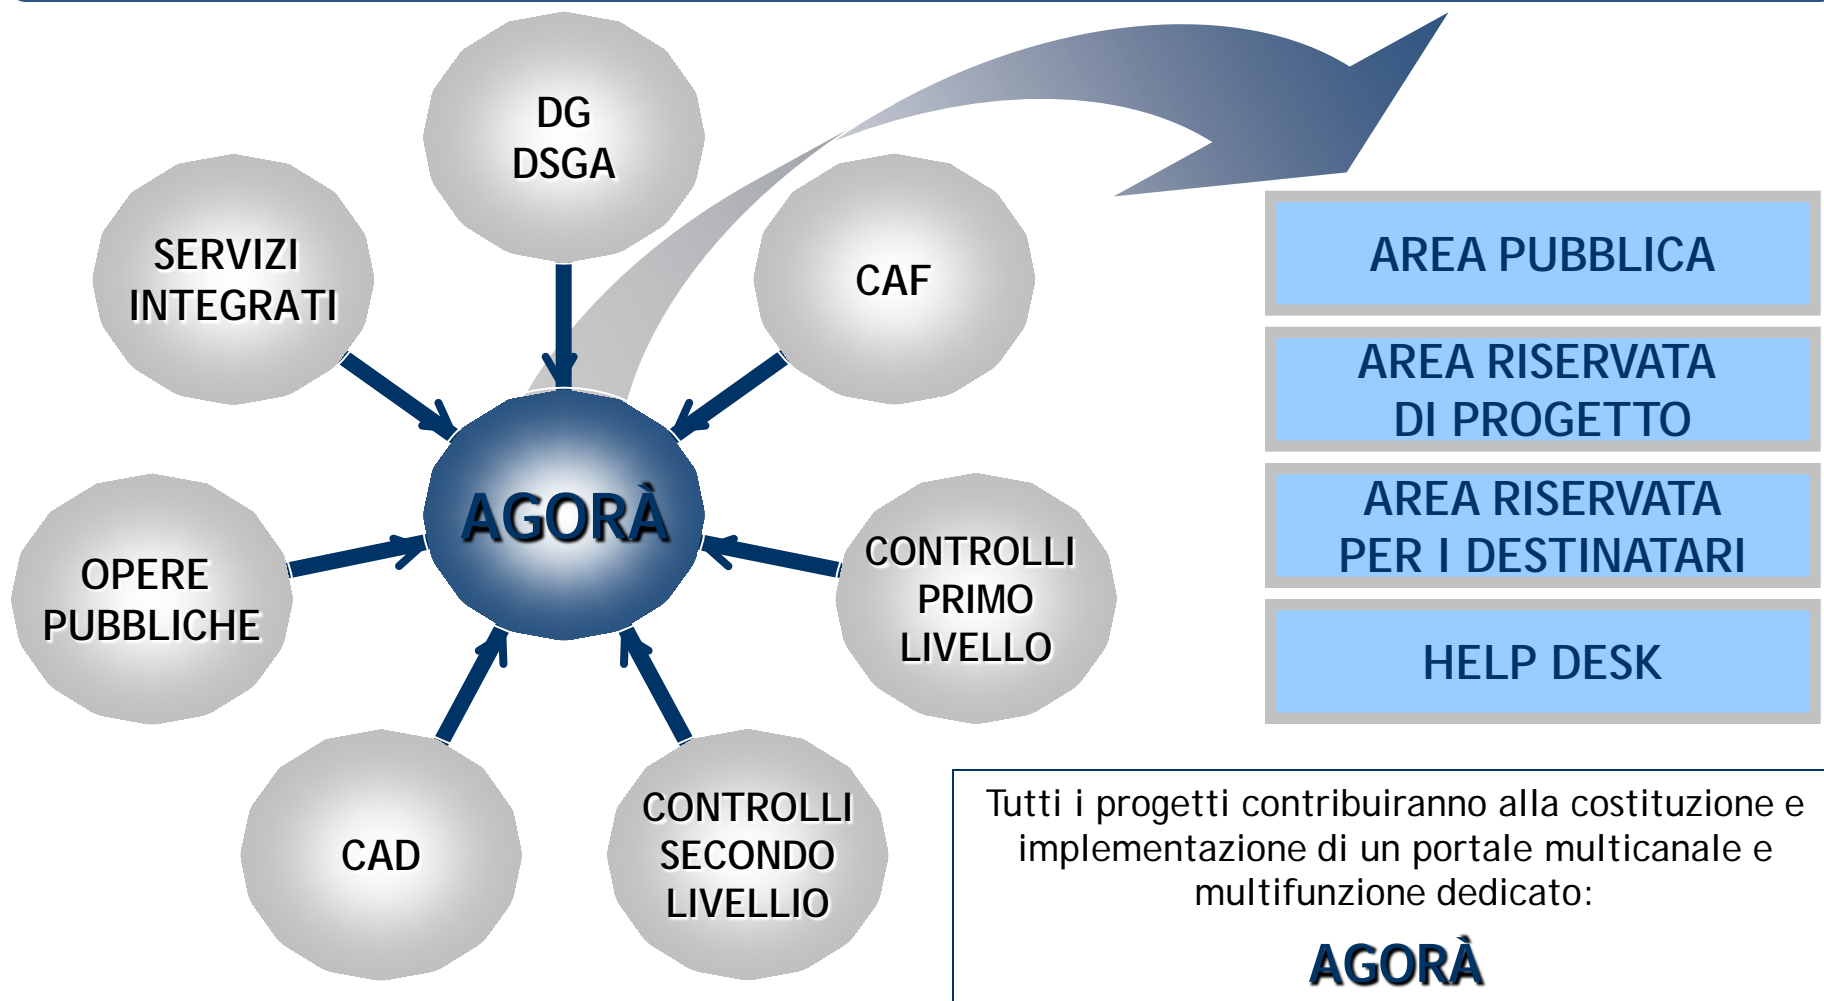 DG
DSGA
SERVIZI
INTEGRATI
CAF
AGORÀ
OPERE
PUBBLICHE
CONTROLLI
PRIMO
LIVELLO
CAD
CONTROLLI
SECONDO
LIVELLIO
AREA PUBBLICA
AREA RISERVATA
DI PROGETTO
AREA RISERVATA
PER I DESTINATARI
HELP DESK
Tutti i progetti contribuiranno alla costituzione e
implementazione di un portale multicanale e
multifunzione dedicato:
AGORÀ